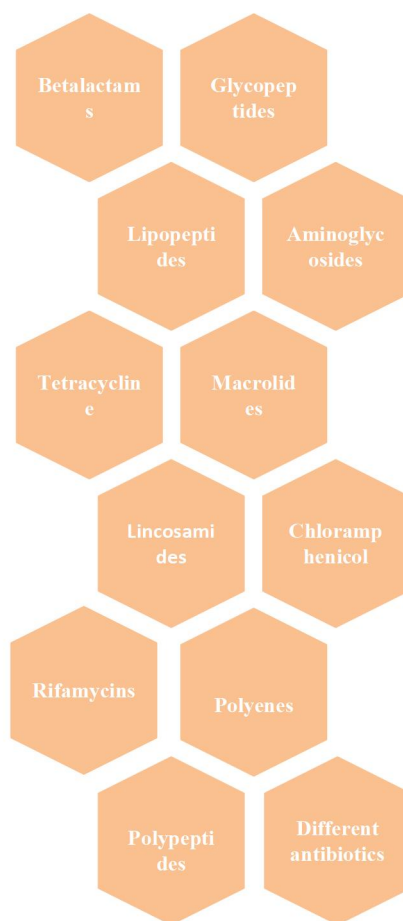 Betalactam
s
Glycopep
tides
Lipopepti
des
Aminoglyc
osides
Tetracyclin
e
Macrolid
es
Lincosami
des
Chloramp
henicol
Rifamycins
Polyenes
Polypepti
des
Different
antibiotics